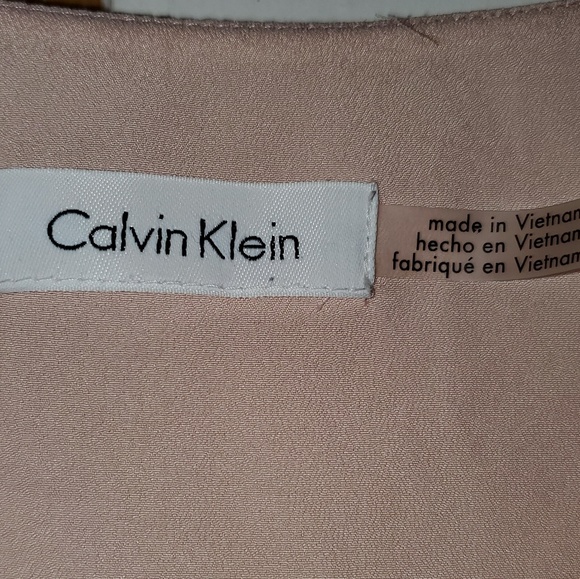 Calvin Klein
made in Vietnam
hecho en Vietnam
fabriqué en Vietnam